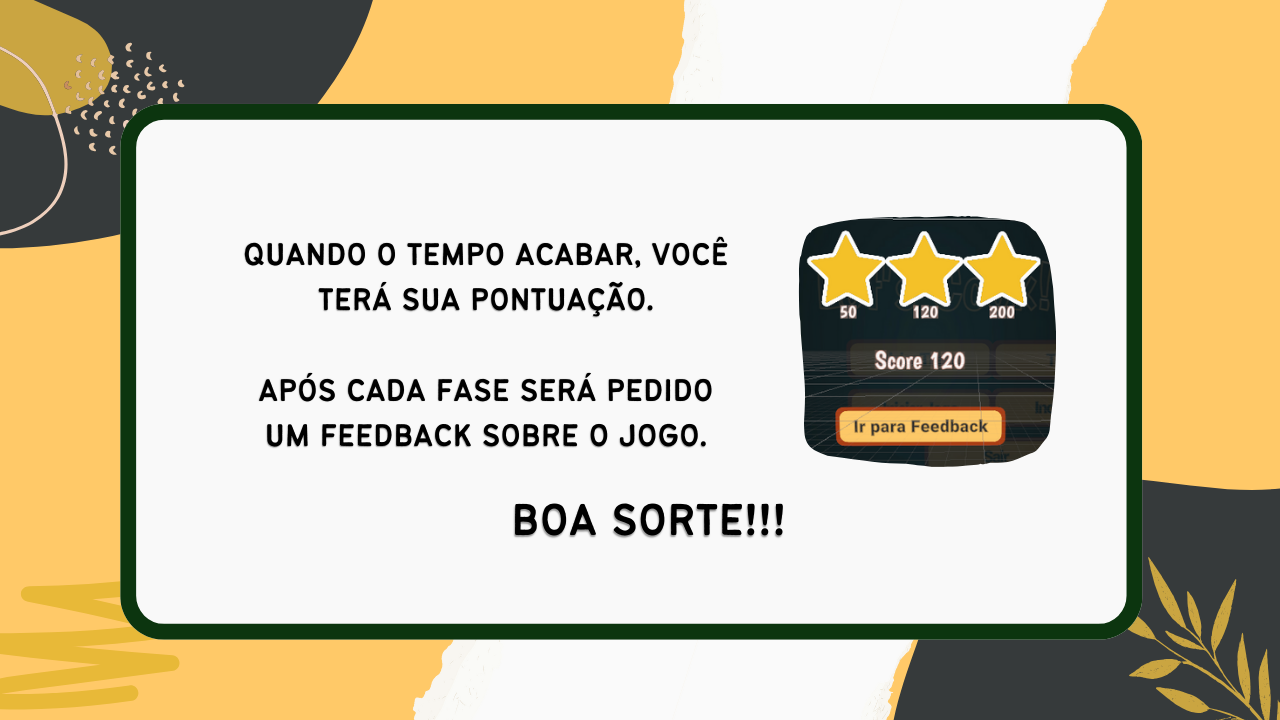 QUANDO O TEMPO ACABAR, VOCÊ
TERÁ SUA PONTUAÇÃO.
APÓS CADA FASE SERÁ PEDIDO
UM FEEDBACK SOBRE O JOGO.
50 120 200
Score 120
Ir para Feedback
BOA SORTE!!!